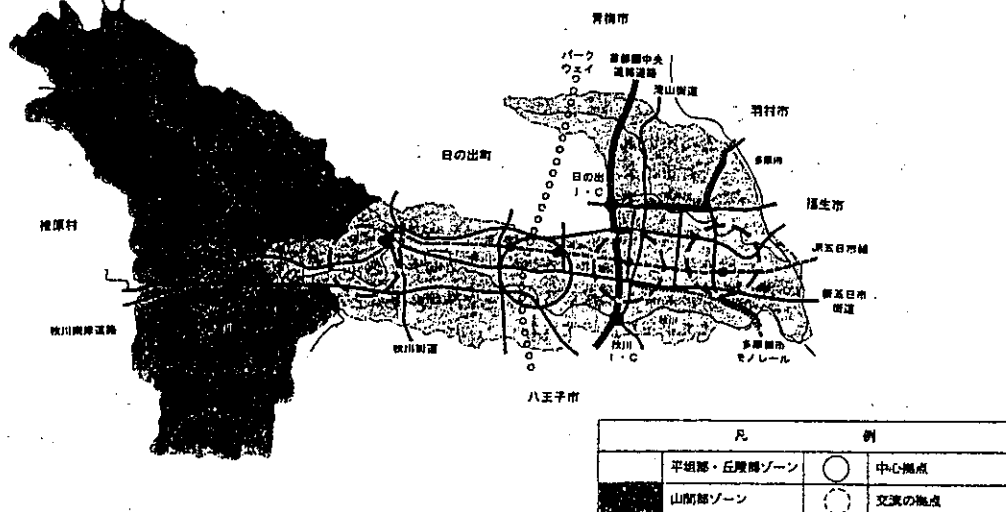 青梅市
パーク
ウェイ
首都圏中央
連絡道路
滝山街道
羽村市
日の出町
多摩川
日の出
I・C
福生市
檜原村
JR五日市線
新五日市
街道
秋川南岸道路
秋川街道
秋川
I・C
多摩都市
モノレール
八王子市
凡 例
平坦部・丘陵部ゾーン
中心拠点
山間部ゾーン
交流の拠点